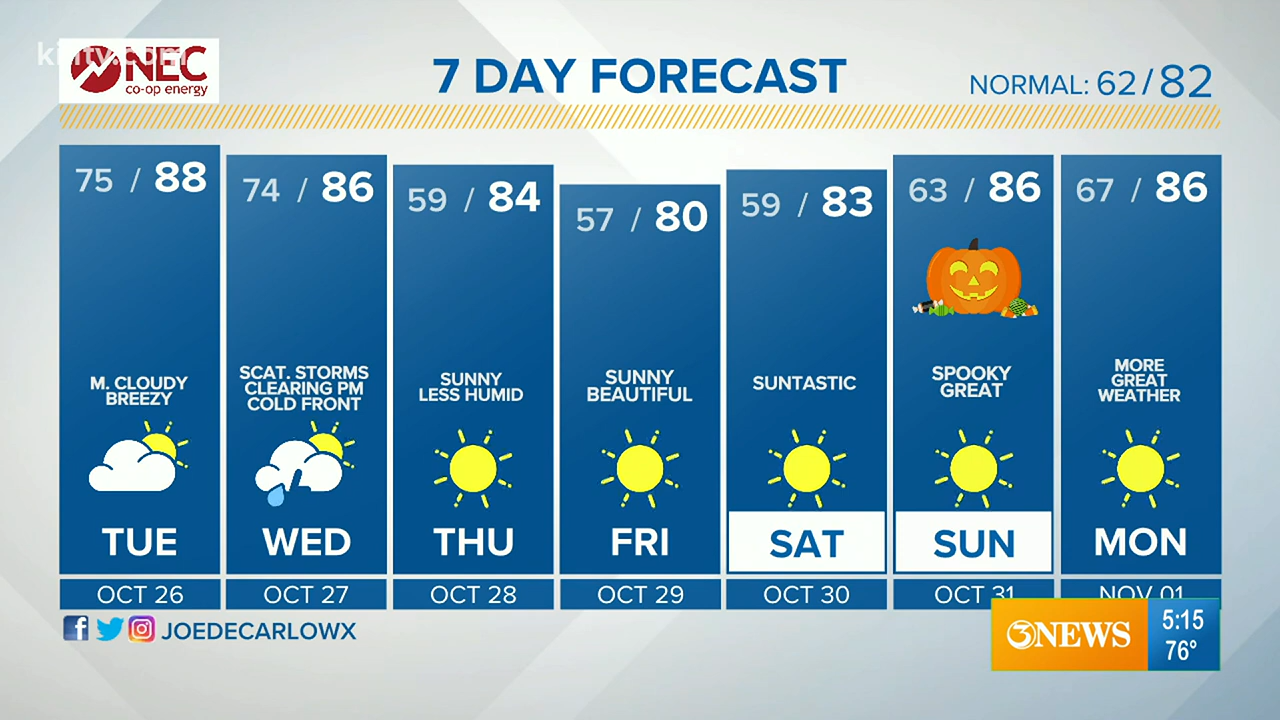 NEC
co-op energy
7 DAY FORECAST
NORMAL: 62/82
75 / 88
74 / 86
59 / 84
57 / 80
59 / 83
63 / 86
67 / 86
M. CLOUDY
BREEZY
SCAT. STORMS
CLEARING PM
COLD FRONT
SUNNY
LESS HUMID
SUNNY
BEAUTIFUL
SUNTASTIC
SPOOKY
GREAT
MORE
GREAT
WEATHER
TUE
WED
THU
FRI
SAT
SUN
MON
OCT 26
OCT 27
OCT 28
OCT 29
OCT 30
OCT 31
NOV 01
JOEDECARLOWX
3NEWS
5:15
76°